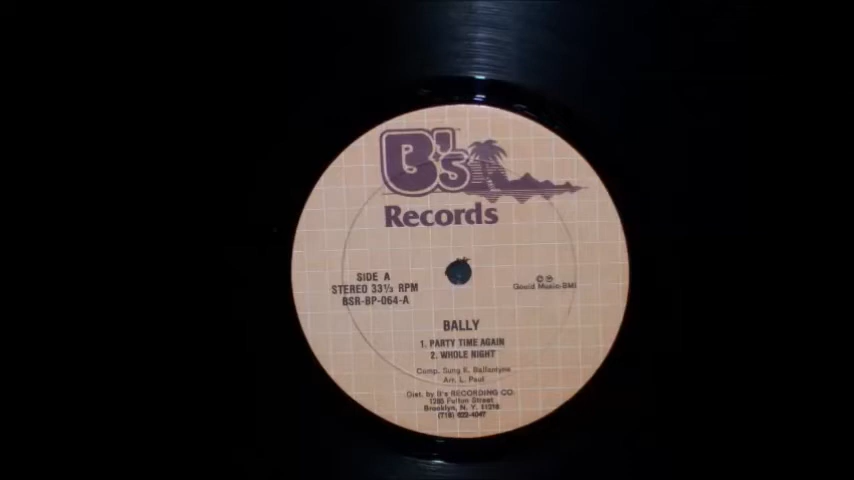 B's
Records
SIDE A
STEREO 33⅓ RPM
BSR-BP-064-A
© ℗
Gould Music-BMI
BALLY
1. PARTY TIME AGAIN
2. WHOLE NIGHT
Comp. Sung E. Ballantyne
Arr. L. Paul
Dist. by B's RECORDING CO.
1285 Fulton Street
Brooklyn, N. Y. 11216
(718) 622-4047